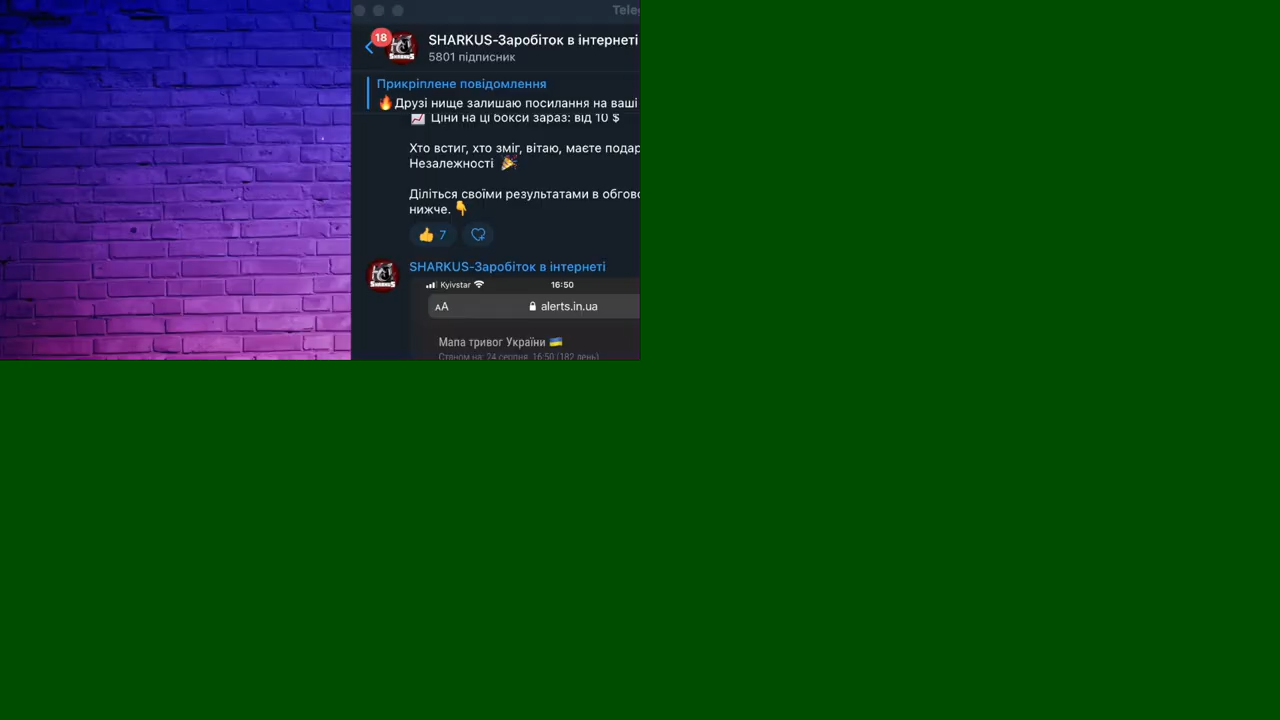 Teleg
18
SHARKUS-Заробіток в інтернеті
5801 підписник
Прикріплене повідомлення
🔥Друзі нище залишаю посилання на ваші
📈 Ціни на ці бокси зараз: від 10 $
Хто встиг, хто зміг, вітаю, маєте подар
Незалежності 🎉
Діліться своїми результатами в обгово
нижче. 👇
👍 7
SHARKUS-Заробіток в інтернеті
Kyivstar 16:50
AA alerts.in.ua
Мапа тривог України 🇺🇦
Станом на: 24 серпня, 16:50 (182 день)